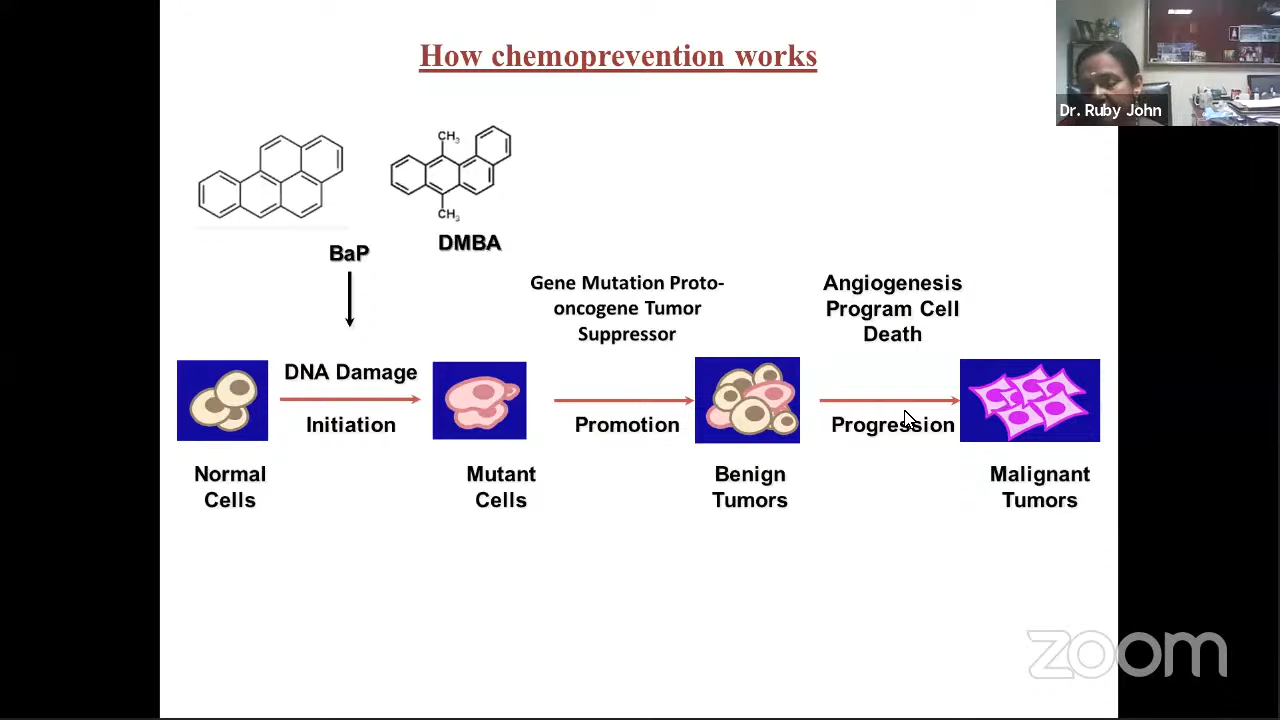 How chemoprevention works
Dr. Ruby John
CH3
CH3
BaP
DMBA
Gene Mutation Proto-
oncogene Tumor
Suppressor
Angiogenesis
Program Cell
Death
DNA Damage
Initiation
Promotion
Progression
Normal
Cells
Mutant
Cells
Benign
Tumors
Malignant
Tumors
zoom